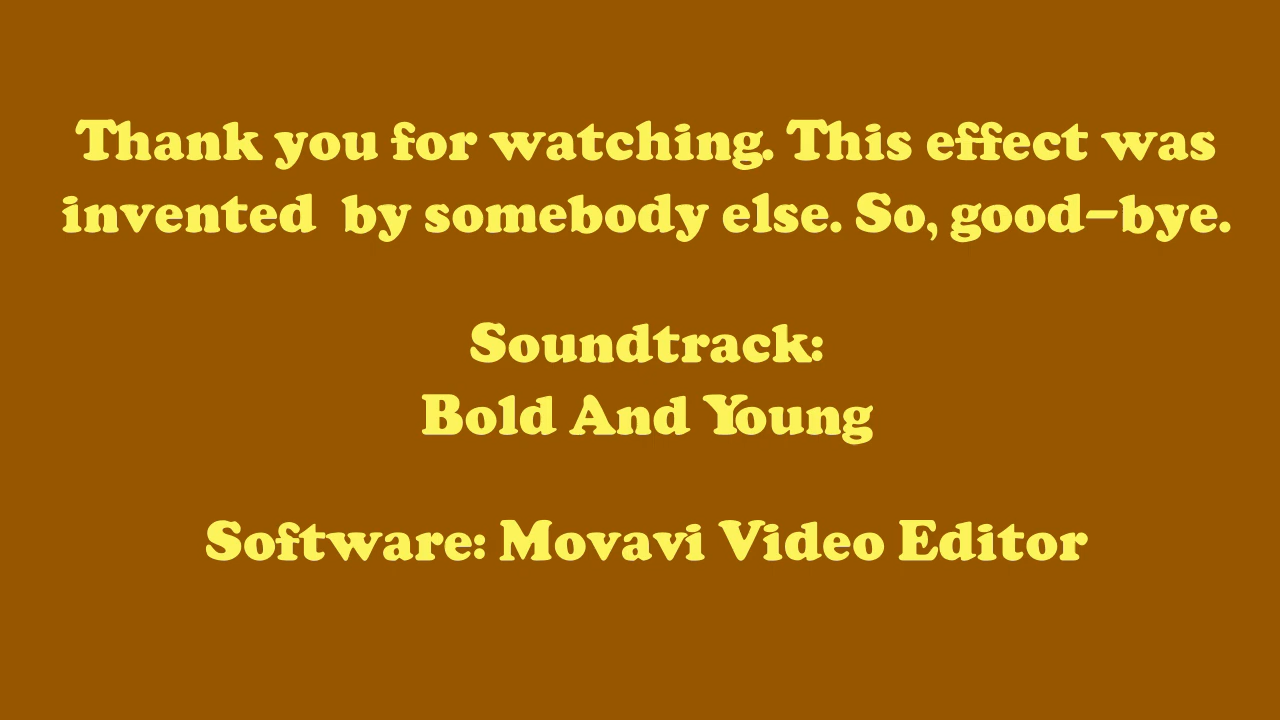 Thank you for watching. This effect was
invented  by somebody else. So, good–bye.
Soundtrack:
Bold And Young
Software: Movavi Video Editor